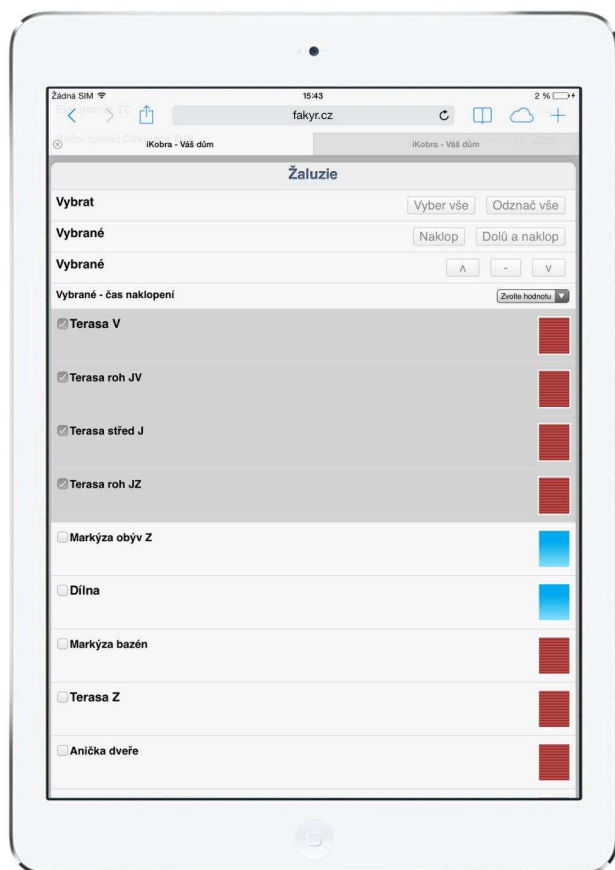 Žádná SIM 15:43 2 %
fakyr.cz
iKobra - Váš dům iKobra - Váš dům
Žaluzie
Vybrat Vyber vše Odznač vše
Vybrané Naklop Dolů a naklop
Vybrané ʌ - v
Vybrané - čas naklopení Zvolte hodnotu
Terasa V
Terasa roh JV
Terasa střed J
Terasa roh JZ
Markýza obýv Z
Dílna
Markýza bazén
Terasa Z
Anička dveře